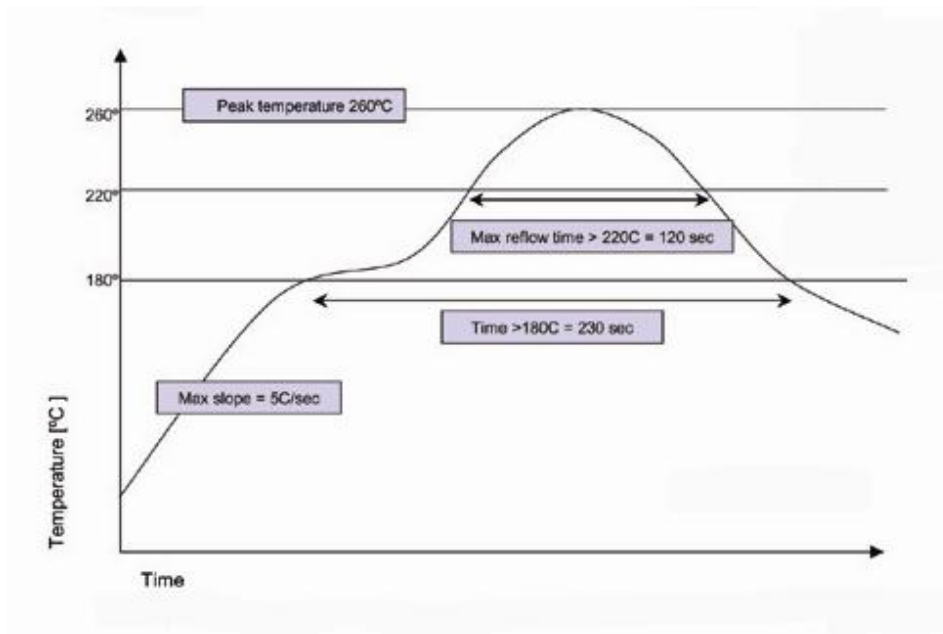 Peak temperature 260ºC
260º
220º
Max reflow time > 220C = 120 sec
180º
Time >180C = 230 sec
Max slope = 5C/sec
Temperature [ºC ]
Time